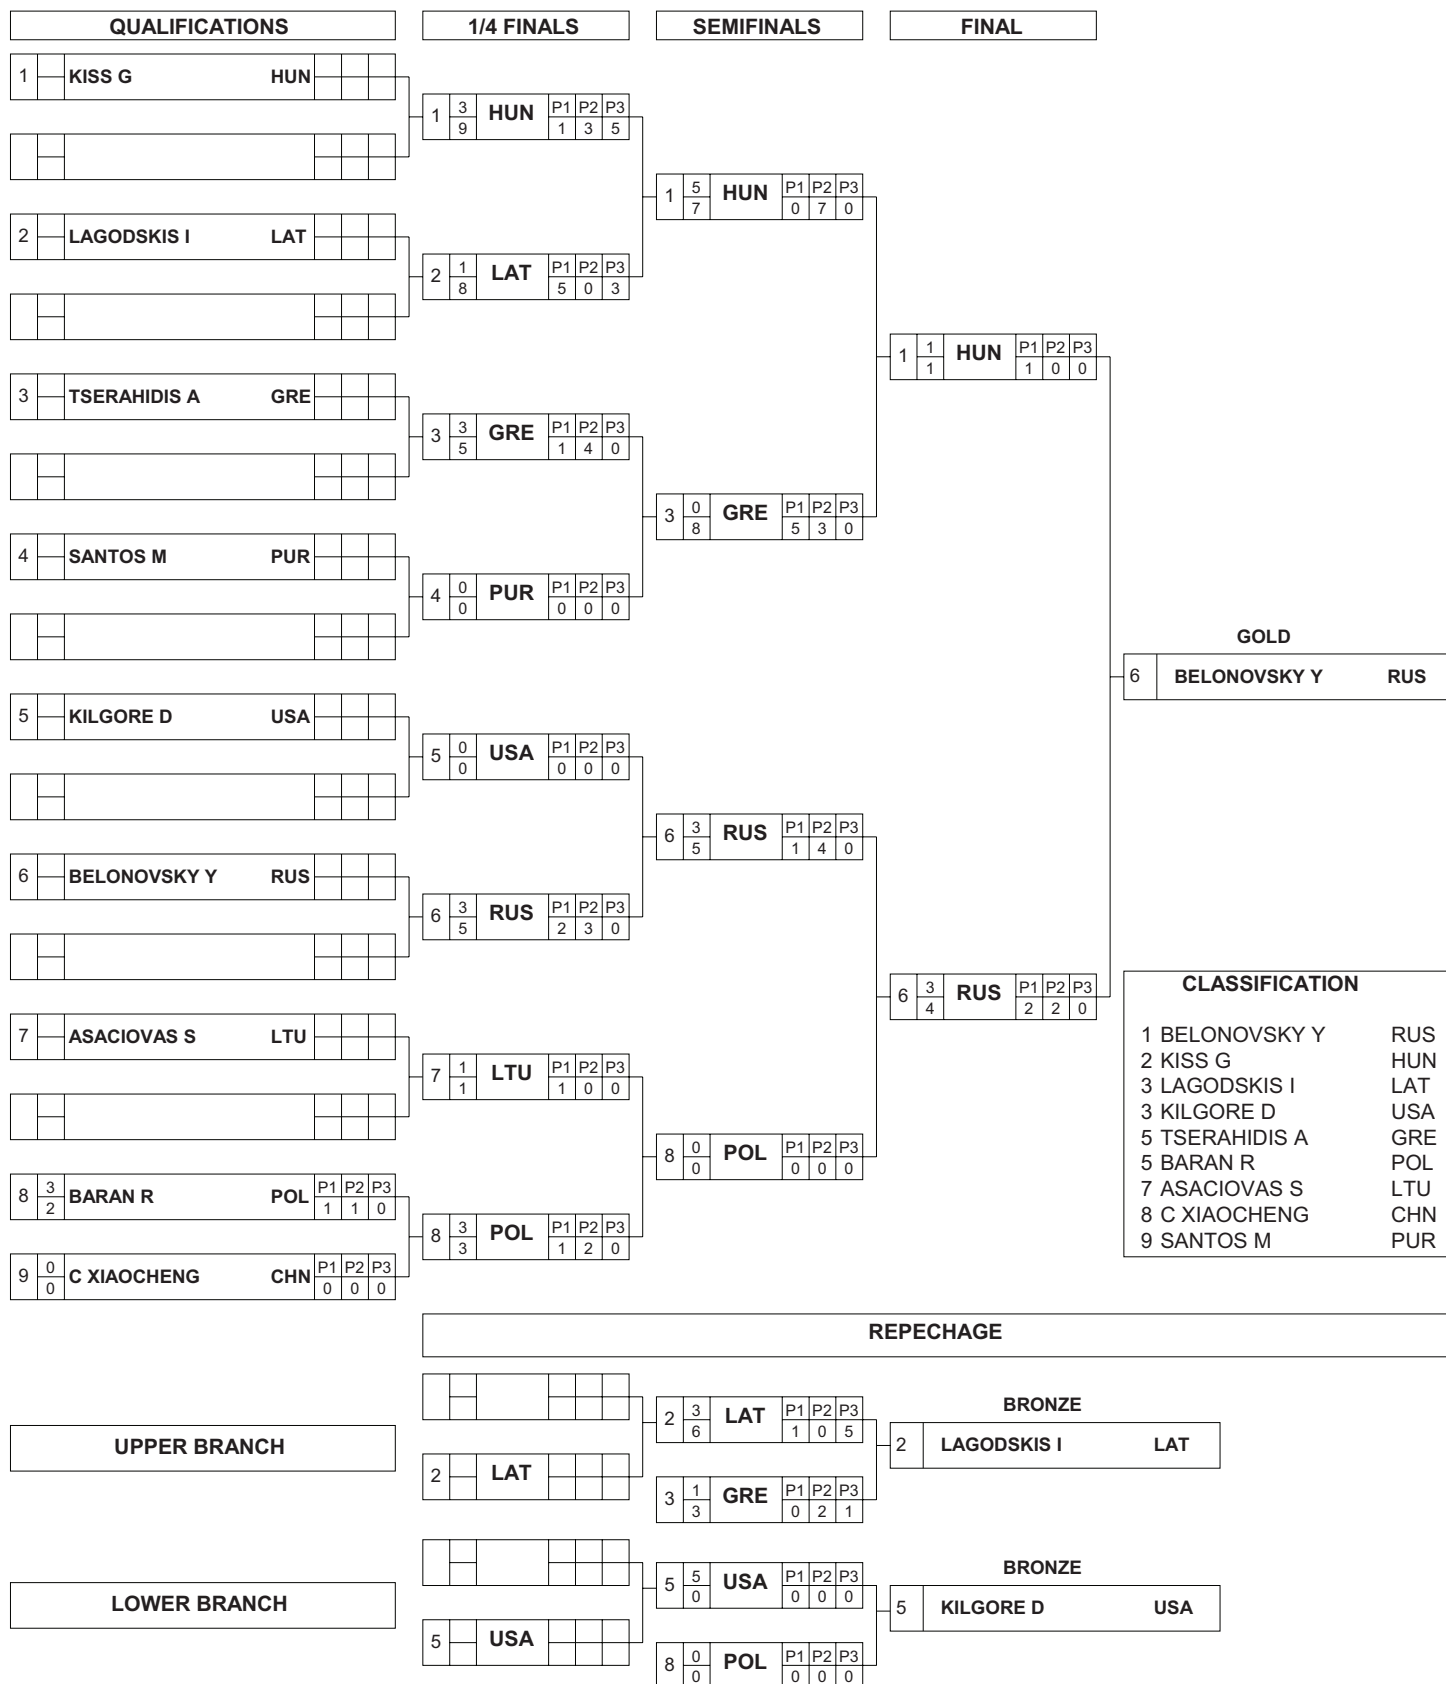 QUALIFICATIONS 1/4 FINALS SEMIFINALS FINAL
1 KISS G HUN
1 3 9 HUN P1 P2 P3 1 3 5
1 5 7 HUN P1 P2 P3 0 7 0
2 LAGODSKIS I LAT
2 1 8 LAT P1 P2 P3 5 0 3
1 1 1 HUN P1 P2 P3 1 0 0
3 TSERAHIDIS A GRE
3 3 5 GRE P1 P2 P3 1 4 0
3 0 8 GRE P1 P2 P3 5 3 0
4 SANTOS M PUR
4 0 0 PUR P1 P2 P3 0 0 0
GOLD
6 BELONOVSKY Y RUS
5 KILGORE D USA
5 0 0 USA P1 P2 P3 0 0 0
6 3 5 RUS P1 P2 P3 1 4 0
6 BELONOVSKY Y RUS
6 3 5 RUS P1 P2 P3 2 3 0
6 3 4 RUS P1 P2 P3 2 2 0
7 ASACIOVAS S LTU
7 1 1 LTU P1 P2 P3 1 0 0
8 0 0 POL P1 P2 P3 0 0 0
8 3 2 BARAN R POL P1 P2 P3 1 1 0
8 3 3 POL P1 P2 P3 1 2 0
9 0 0 C XIAOCHENG CHN P1 P2 P3 0 0 0
CLASSIFICATION
1 BELONOVSKY Y RUS
2 KISS G HUN
3 LAGODSKIS I LAT
3 KILGORE D USA
5 TSERAHIDIS A GRE
5 BARAN R POL
7 ASACIOVAS S LTU
8 C XIAOCHENG CHN
9 SANTOS M PUR
REPECHAGE
UPPER BRANCH
2 LAT
2 3 6 LAT P1 P2 P3 1 0 5
3 1 3 GRE P1 P2 P3 0 2 1
BRONZE
2 LAGODSKIS I LAT
LOWER BRANCH
5 USA
5 5 0 USA P1 P2 P3 0 0 0
8 0 0 POL P1 P2 P3 0 0 0
BRONZE
5 KILGORE D USA